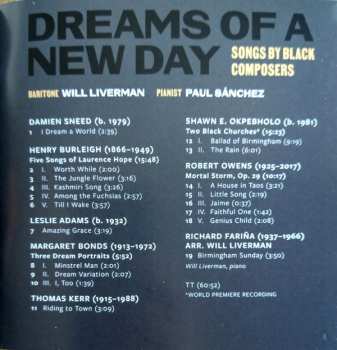 DREAMS OF A
NEW DAY
SONGS BY BLACK
COMPOSERS
BARITONE WILL LIVERMAN PIANIST PAUL SÁNCHEZ
DAMIEN SNEED (b. 1979)
1 I Dream a World (2:39)
HENRY BURLEIGH (1866–1949)
Five Songs of Laurence Hope (15:48)
2 I. Worth While (2:00)
3 II. The Jungle Flower (2:36)
4 III. Kashmiri Song (3:26)
5 IV. Among the Fuchsias (2:57)
6 V. Till I Wake (3:57)
LESLIE ADAMS (b. 1932)
7 Amazing Grace (3:19)
MARGARET BONDS (1913–1972)
Three Dream Portraits (5:52)
8 I. Minstrel Man (2:01)
9 II. Dream Variation (2:07)
10 III. I, Too (1:39)
THOMAS KERR (1915–1988)
11 Riding to Town (3:09)
SHAWN E. OKPEBHOLO (b. 1981)
Two Black Churches* (15:23)
12 I. Ballad of Birmingham (9:19)
13 II. The Rain (6:01)
ROBERT OWENS (1925–2017)
Mortal Storm, Op. 29 (10:17)
14 I. A House in Taos (3:21)
15 II. Little Song (2:19)
16 III. Jaime (0:37)
17 IV. Faithful One (1:42)
18 V. Genius Child (2:08)
RICHARD FARIÑA (1937–1966)
ARR. WILL LIVERMAN
19 Birmingham Sunday (3:50)
Will Liverman, piano
TT (60:52)
*WORLD PREMIERE RECORDING